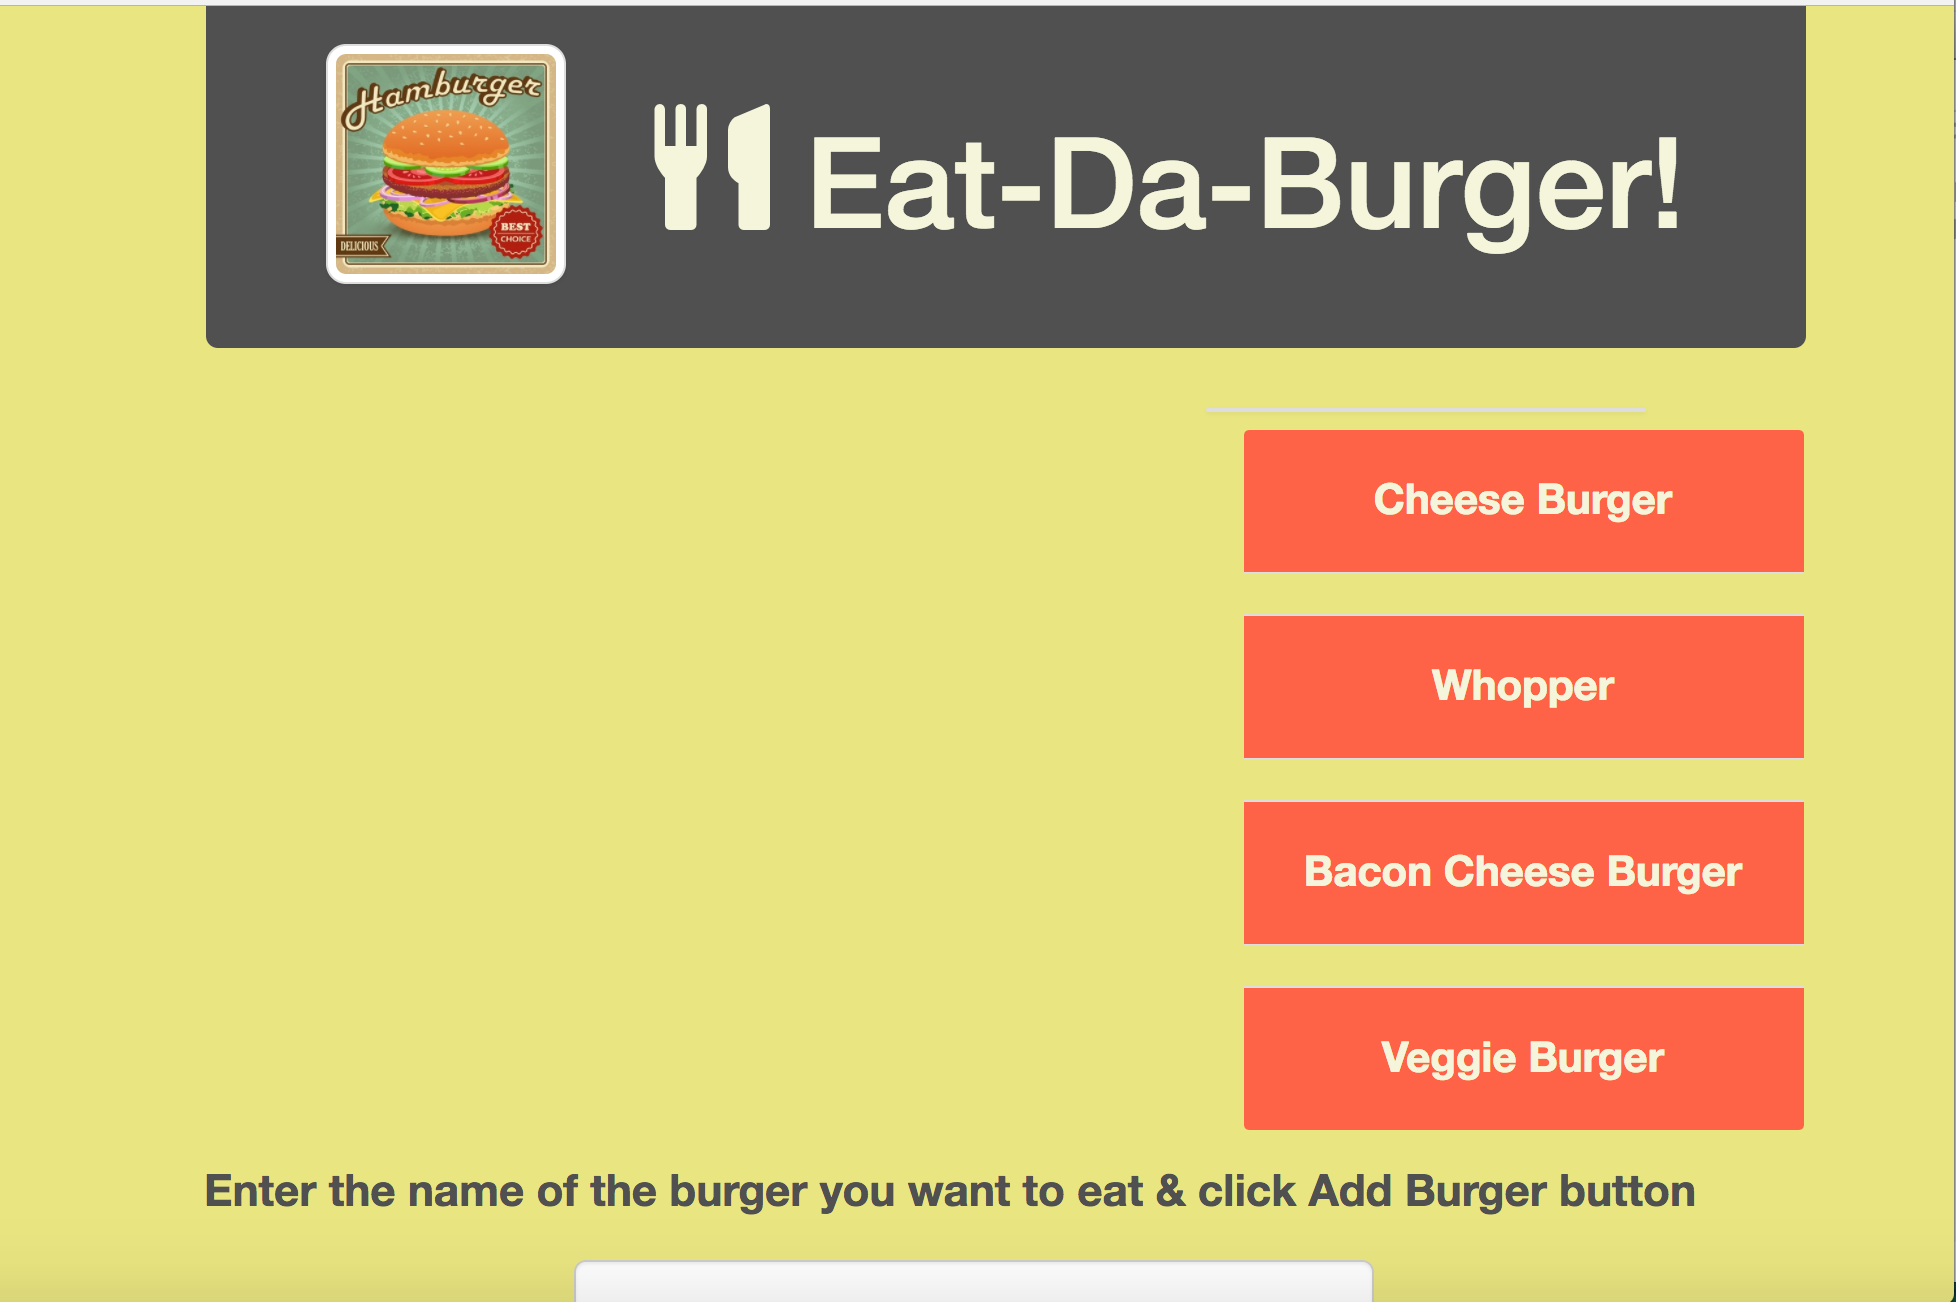 Hamburger
DELICIOUS
BEST
CHOICE
Eat-Da-Burger!
Cheese Burger
Whopper
Bacon Cheese Burger
Veggie Burger
Enter the name of the burger you want to eat & click Add Burger button